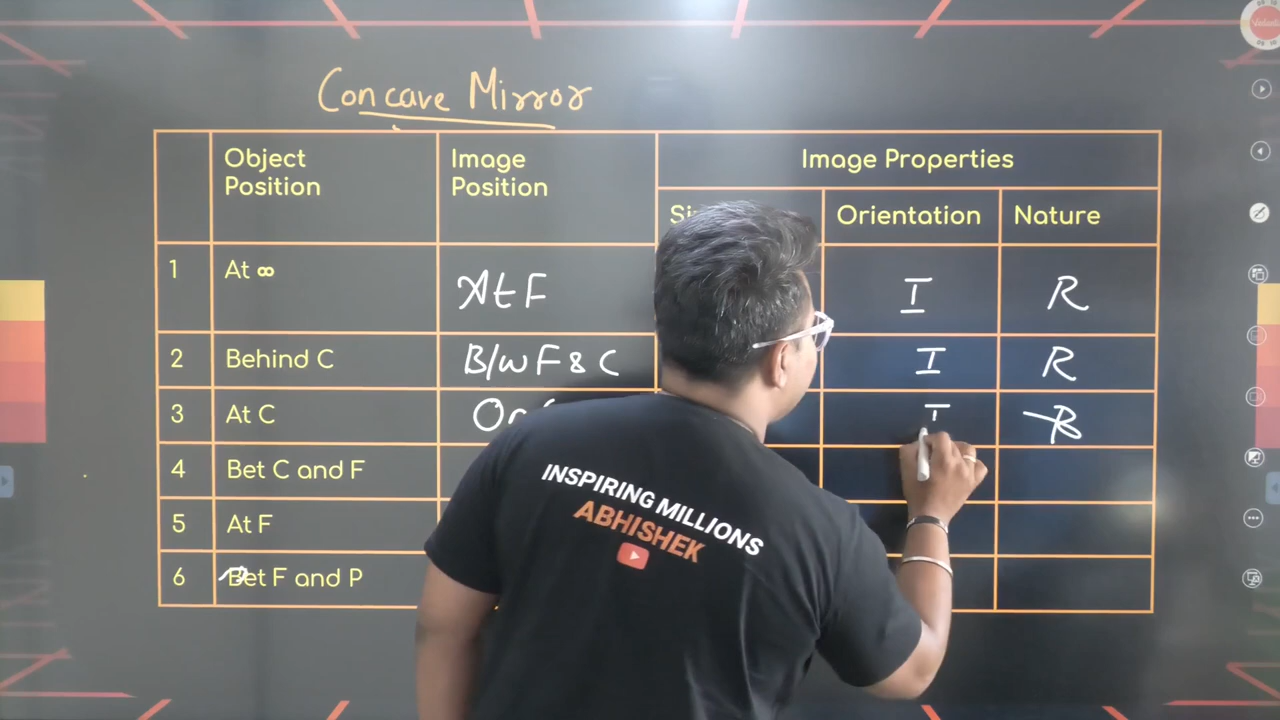 Concave Mirror
Object Position
Image Position
Image Properties
Orientation
Nature
1 At ∞ At F I R
2 Behind C B/w F & C I R
3 At C I R
4 Bet C and F
5 At F
6 Bet F and P
INSPIRING MILLIONS
ABHISHEK